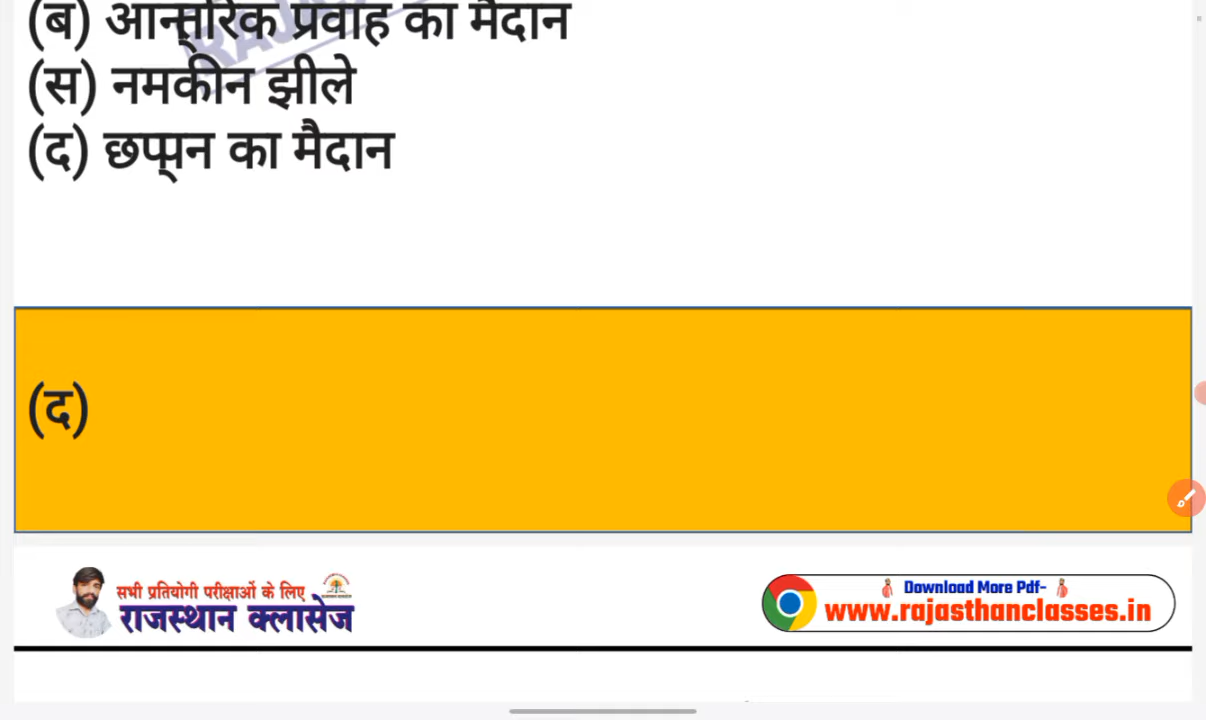 (ब) आन्तरिक प्रवाह का मैदान
(स) नमकीन झीले
(द) छप्पन का मैदान
(द)
सभी प्रतियोगी परीक्षाओं के लिए
राजस्थान क्लासेज
Download More Pdf-
www.rajasthanclasses.in